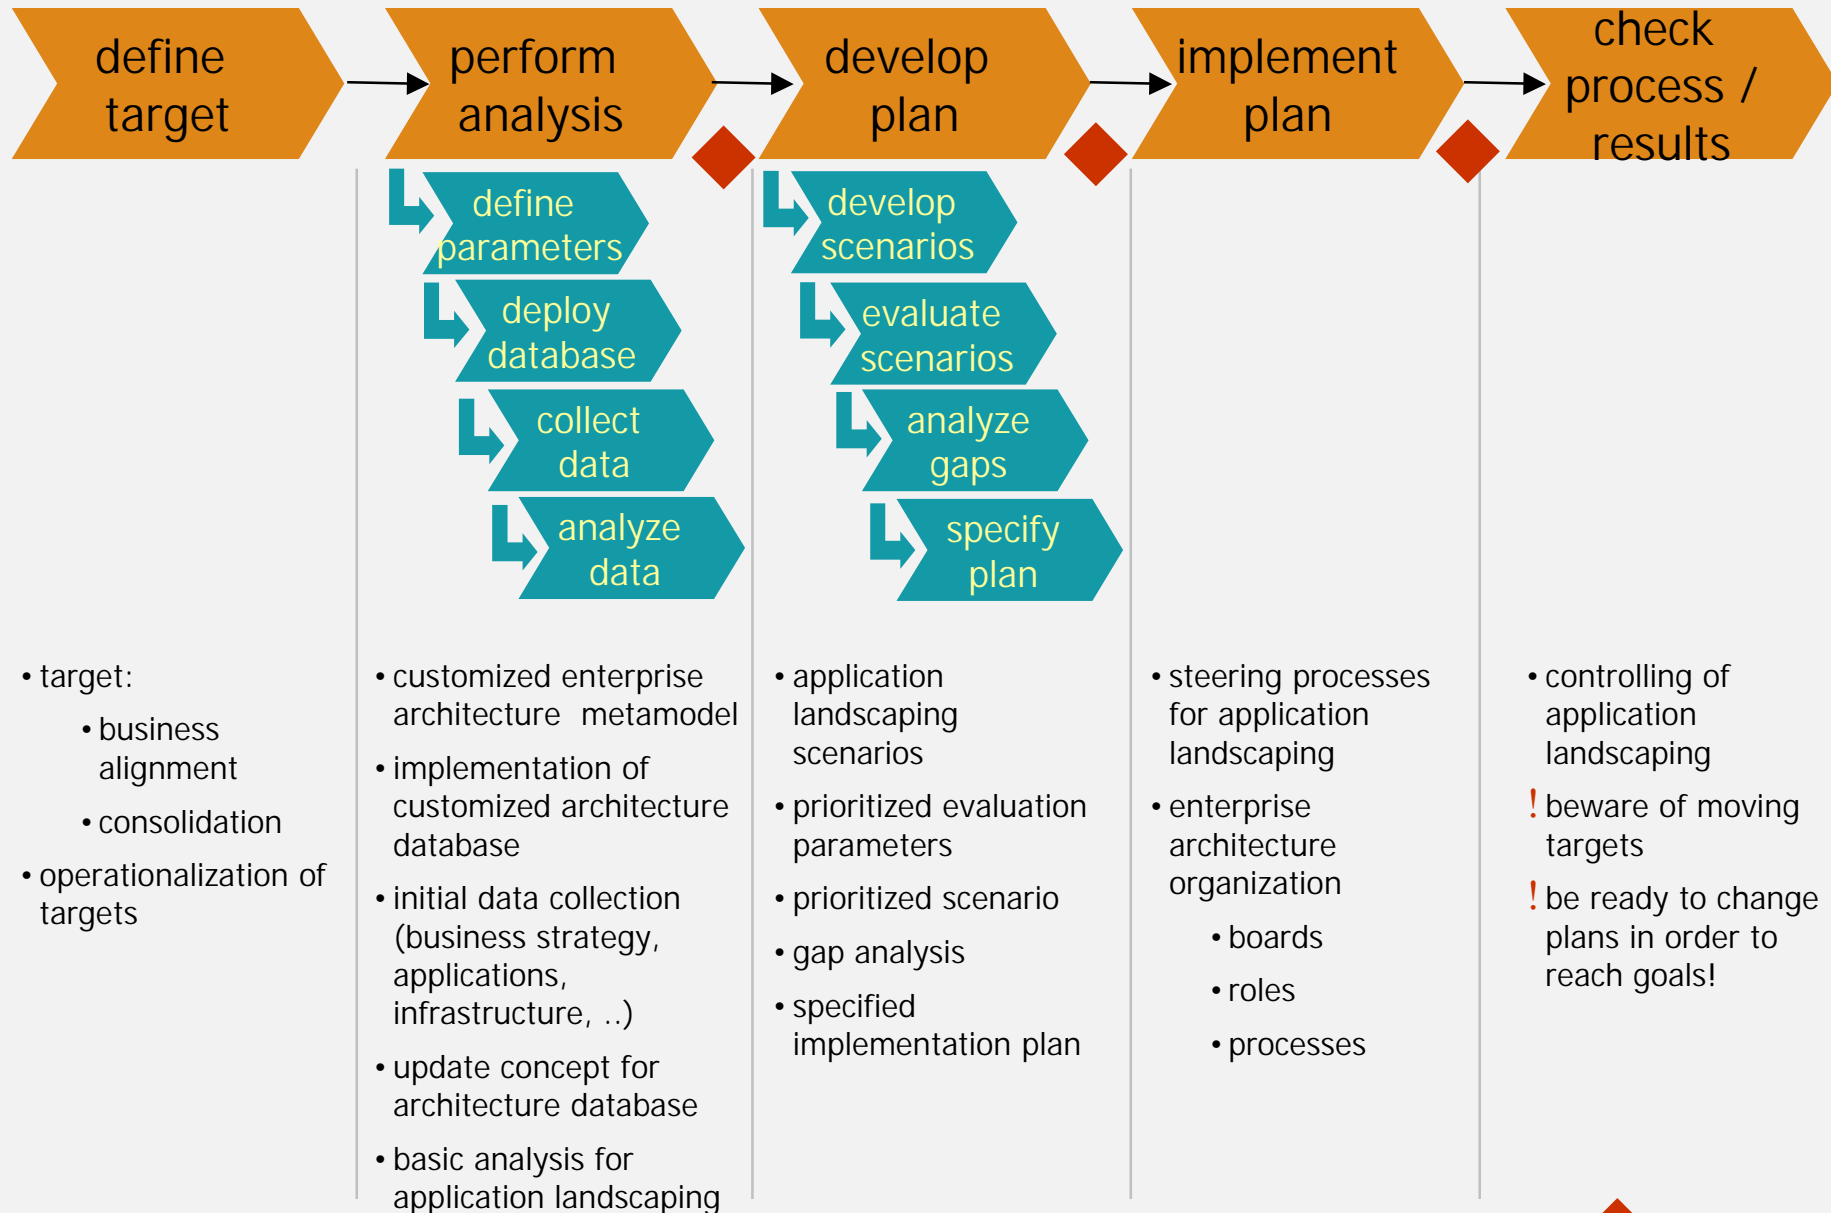 define
target
perform
analysis
develop
plan
implement
plan
check
process /
results
define
parameters
deploy
database
collect
data
analyze
data
develop
scenarios
evaluate
scenarios
analyze
gaps
specify
plan
• target:
• business
alignment
• consolidation
• operationalization of
targets
• customized enterprise
architecture metamodel
• implementation of
customized architecture
database
• initial data collection
(business strategy,
applications,
infrastructure, ..)
• update concept for
architecture database
• basic analysis for
application landscaping
• application
landscaping
scenarios
• prioritized evaluation
parameters
• prioritized scenario
• gap analysis
• specified
implementation plan
• steering processes
for application
landscaping
• enterprise
architecture
organization
• boards
• roles
• processes
• controlling of
application
landscaping
! beware of moving
targets
! be ready to change
plans in order to
reach goals!